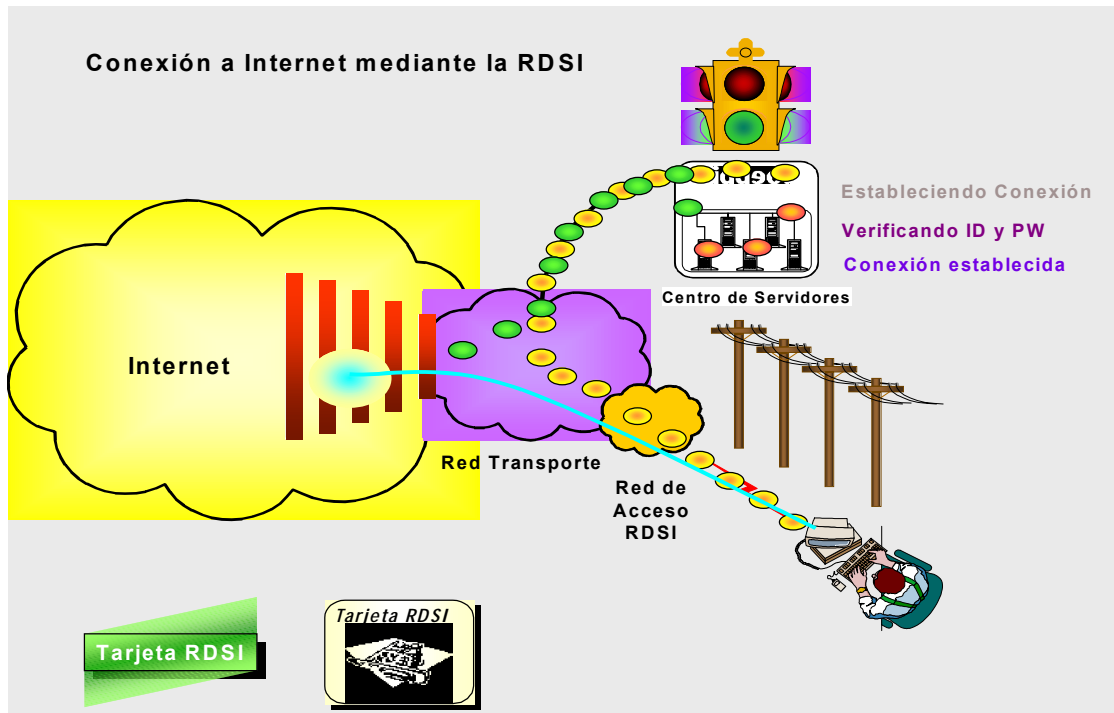 Conexión a Internet mediante la RDSI
Estableciendo Conexión
Verificando ID y PW
Conexión establecida
Centro de Servidores
Internet
Red Transporte
Red de
Acceso
RDSI
Tarjeta RDSI
Tarjeta RDSI